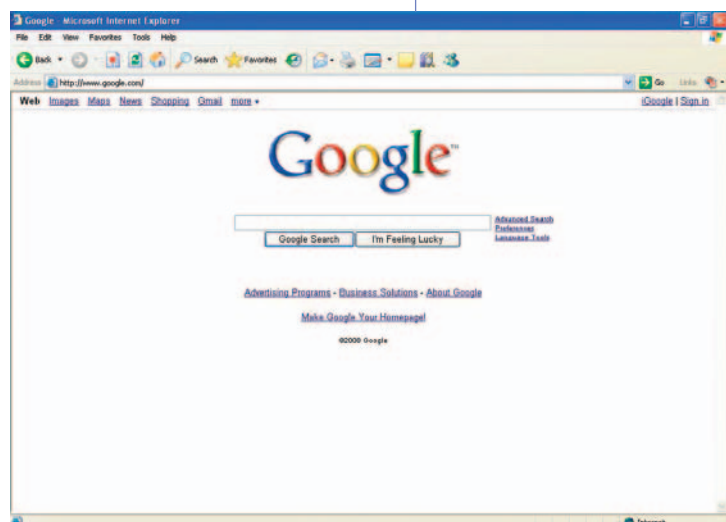 Google - Microsoft Internet Explorer
File Edit View Favorites Tools Help
Back Search Favorites
Address http://www.google.com/ Go Links
Web Images Maps News Shopping Gmail more iGoogle | Sign in
Google™
Advanced Search
Preferences
Language Tools
Google Search I'm Feeling Lucky
Advertising Programs - Business Solutions - About Google
Make Google Your Homepage!
Google
Internet